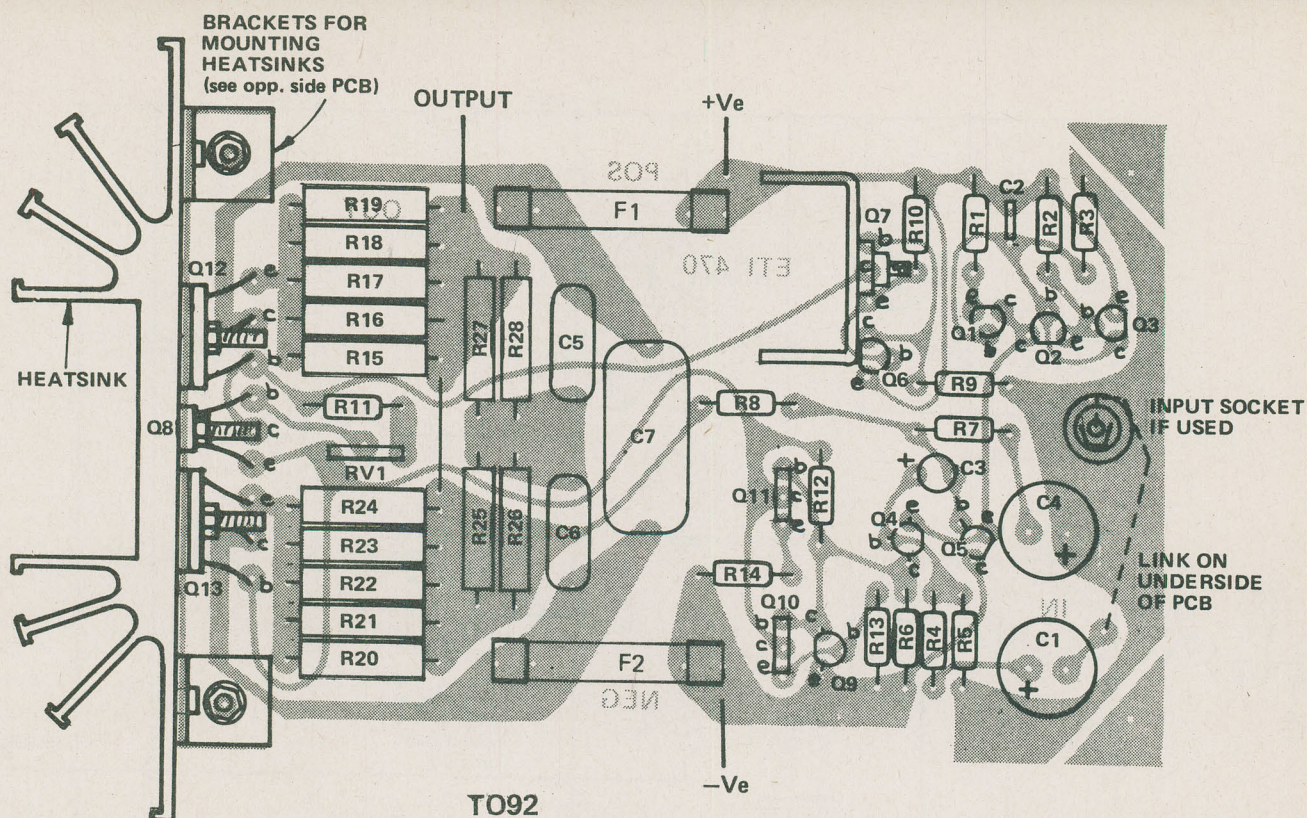 BRACKETS FOR
MOUNTING
HEATSINKS
(see opp. side PCB)
OUTPUT
+Ve
POS
OUT
R19
F1
R18
Q12
e
R17
c
R16
b
R15
HEATSINK
b
R11
Q8
c
e
RV1
R24
e
R23
c
R22
b
Q13
R21
R20
R27
R28
C5
C7
R25
R26
C6
ETI 470
Q7
b
c
e
R10
R1
C2
R2
R3
c
e
c
b
e
Q1
b
c
e
Q2
c
Q3
b
Q6
e
R9
R8
R7
INPUT SOCKET
IF USED
+
C3
b
Q11
c
e
R12
Q4
c
e
b
b
e
Q5
c
C4
+
LINK ON
UNDERSIDE
OF PCB
R14
Q10
b
c
e
c
b
e
Q9
R13
R6
R4
R5
IN
C1
+
F2
NEG
–Ve
TO92